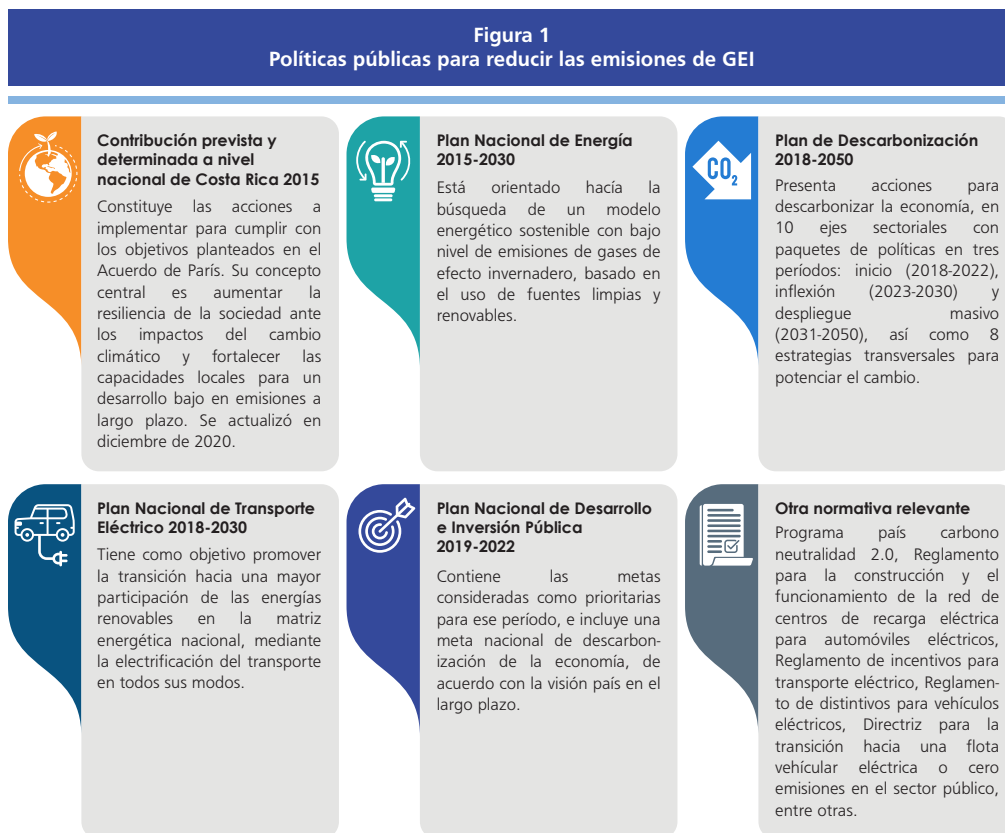 Figura 1
Políticas públicas para reducir las emisiones de GEI
Contribución prevista y
determinada a nivel
nacional de Costa Rica 2015
Constituye las acciones a
implementar para cumplir con
los objetivos planteados en el
Acuerdo de París. Su concepto
central es aumentar la
resiliencia de la sociedad ante
los impactos del cambio
climático y fortalecer las
capacidades locales para un
desarrollo bajo en emisiones a
largo plazo. Se actualizó en
diciembre de 2020.
Plan Nacional de Energía
2015-2030
Está orientado hacía la
búsqueda de un modelo
energético sostenible con bajo
nivel de emisiones de gases de
efecto invernadero, basado en
el uso de fuentes limpias y
renovables.
CO2
Plan de Descarbonización
2018-2050
Presenta acciones para
descarbonizar la economía, en
10 ejes sectoriales con
paquetes de políticas en tres
períodos: inicio (2018-2022),
inflexión (2023-2030) y
despliegue masivo
(2031-2050), así como 8
estrategias transversales para
potenciar el cambio.
Plan Nacional de Transporte
Eléctrico 2018-2030
Tiene como objetivo promover
la transición hacia una mayor
participación de las energías
renovables en la matriz
energética nacional, mediante
la electrificación del transporte
en todos sus modos.
Plan Nacional de Desarrollo
e Inversión Pública
2019-2022
Contiene las metas
consideradas como prioritarias
para ese período, e incluye una
meta nacional de descarbon-
ización de la economía, de
acuerdo con la visión país en el
largo plazo.
Otra normativa relevante
Programa país carbono
neutralidad 2.0, Reglamento
para la construcción y el
funcionamiento de la red de
centros de recarga eléctrica
para automóviles eléctricos,
Reglamento de incentivos para
transporte eléctrico, Reglamen-
to de distintivos para vehículos
eléctricos, Directriz para la
transición hacia una flota
vehícular eléctrica o cero
emisiones en el sector público,
entre otras.